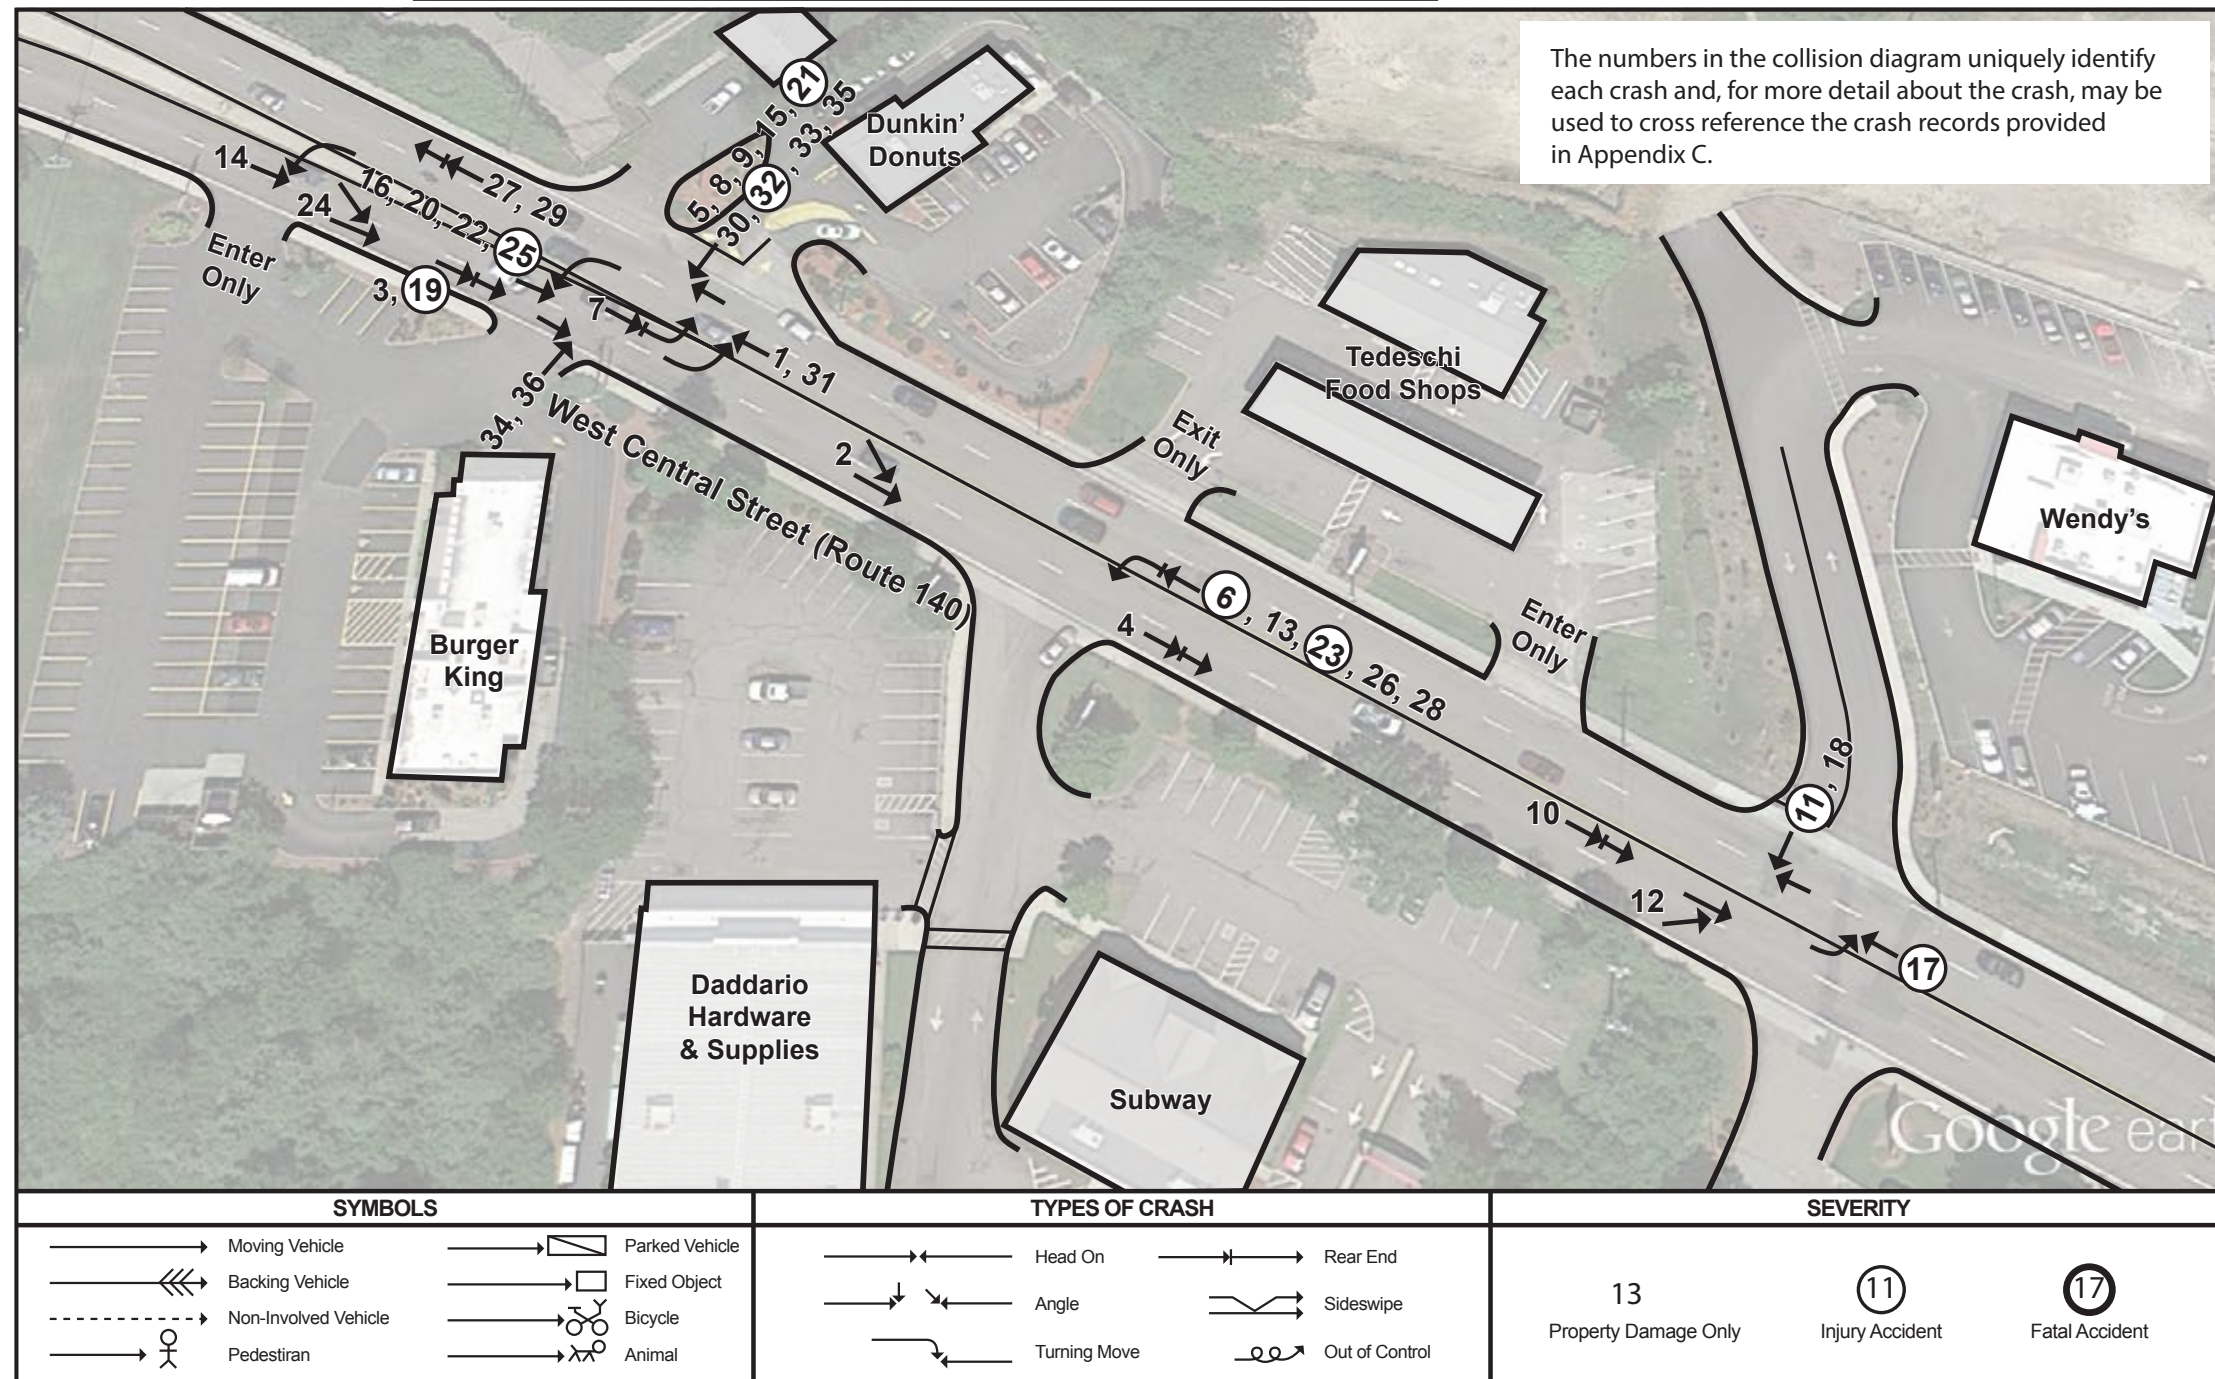 The numbers in the collision diagram uniquely identify
each crash and, for more detail about the crash, may be
used to cross reference the crash records provided
in Appendix C.
21
5, 8, 9, 15,
30, 32, 33, 35
Dunkin'
Donuts
14
27, 29
16, 20, 22, 25
24
Enter
Only
3, 19
7
1, 31
34, 36
West Central Street (Route 140)
2
Tedeschi
Food Shops
Exit
Only
Wendy's
6, 13, 23, 26, 28
4
Enter
Only
Burger
King
11, 18
10
12
17
Daddario
Hardware
& Supplies
Subway
Google eart
SYMBOLS
Moving Vehicle
Parked Vehicle
Backing Vehicle
Fixed Object
Non-Involved Vehicle
Bicycle
Pedestiran
Animal
TYPES OF CRASH
Head On
Rear End
Angle
Sideswipe
Turning Move
Out of Control
SEVERITY
13
11
17
Property Damage Only
Injury Accident
Fatal Accident